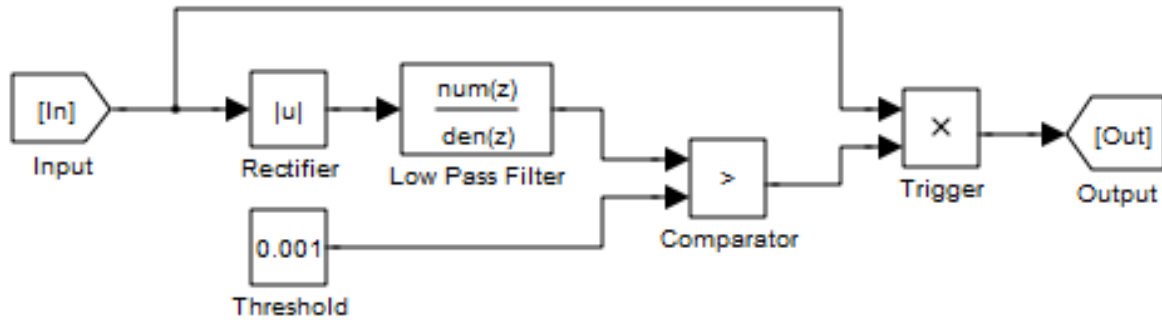 [In]
Input
|u|
Rectifier
num(z)
den(z)
Low Pass Filter
0.001
Threshold
>
Comparator
×
Trigger
[Out]
Output